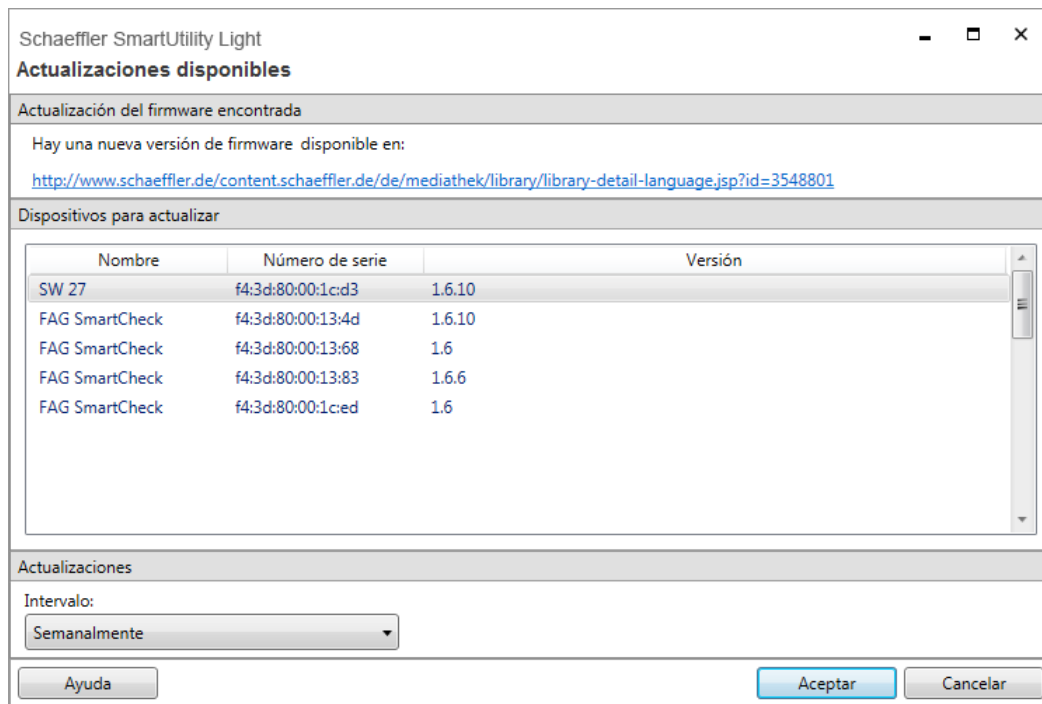 Schaeffler SmartUtility Light
Actualizaciones disponibles
Actualización del firmware encontrada
Hay una nueva versión de firmware disponible en:
http://www.schaeffler.de/content.schaeffler.de/de/mediathek/library/library-detail-language.jsp?id=3548801
Dispositivos para actualizar
Nombre Número de serie Versión
SW 27 f4:3d:80:00:1c:d3 1.6.10
FAG SmartCheck f4:3d:80:00:13:4d 1.6.10
FAG SmartCheck f4:3d:80:00:13:68 1.6
FAG SmartCheck f4:3d:80:00:13:83 1.6.6
FAG SmartCheck f4:3d:80:00:1c:ed 1.6
Actualizaciones
Intervalo:
Semanalmente
Ayuda Aceptar Cancelar